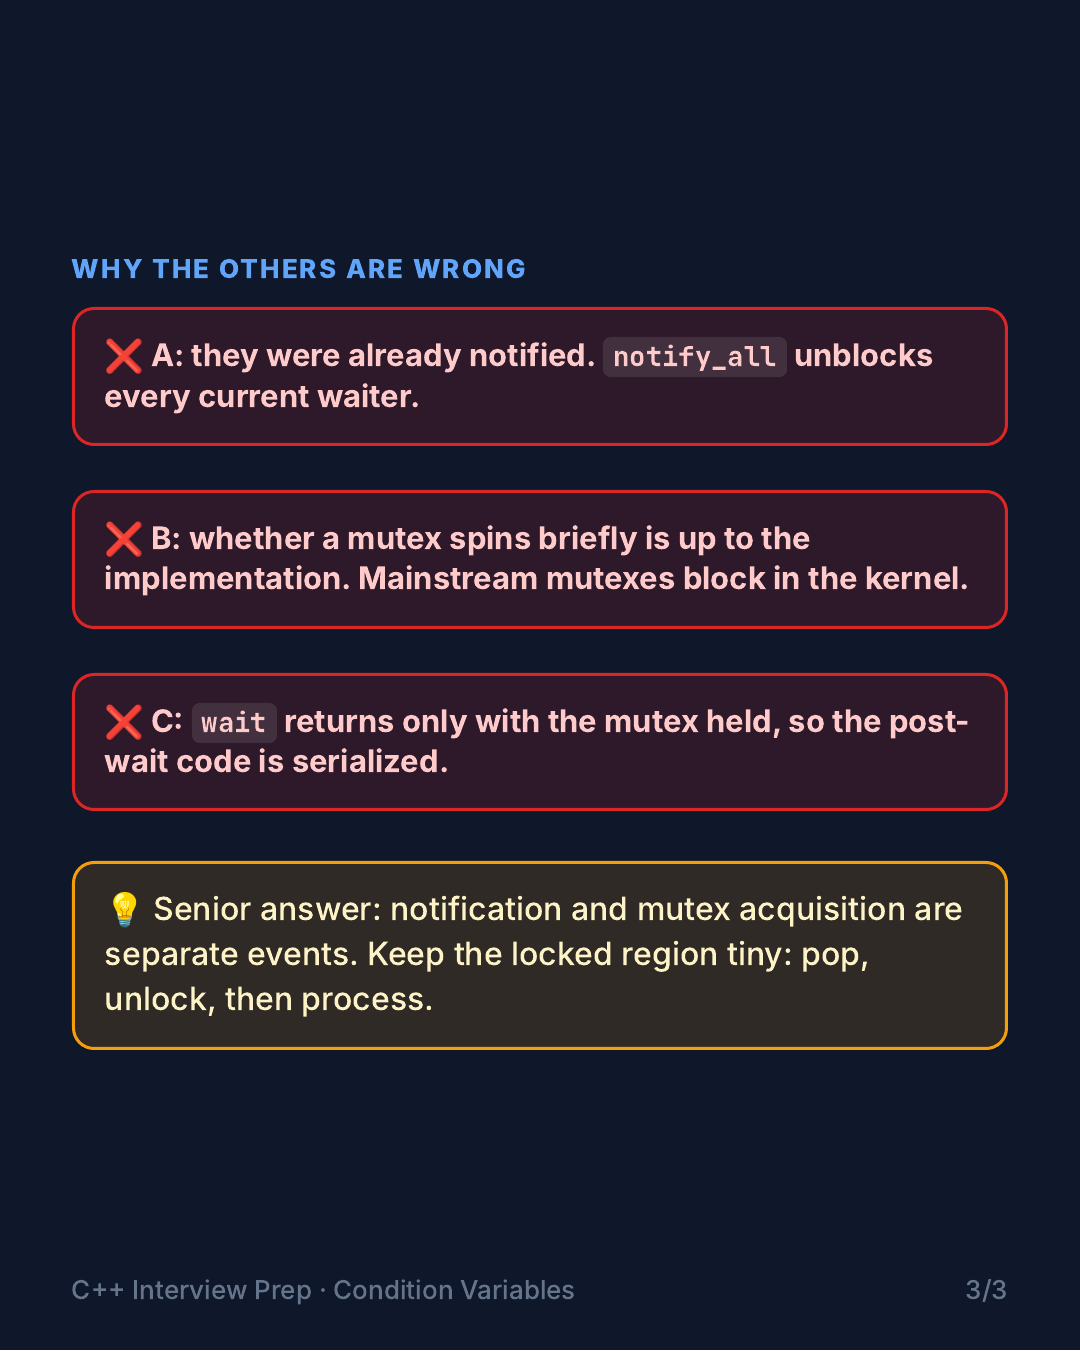 WHY THE OTHERS ARE WRONG
❌ A: they were already notified. notify_all unblocks
every current waiter.
❌ B: whether a mutex spins briefly is up to the
implementation. Mainstream mutexes block in the kernel.
❌ C: wait returns only with the mutex held, so the post-
wait code is serialized.
💡 Senior answer: notification and mutex acquisition are
separate events. Keep the locked region tiny: pop,
unlock, then process.
C++ Interview Prep · Condition Variables
3/3